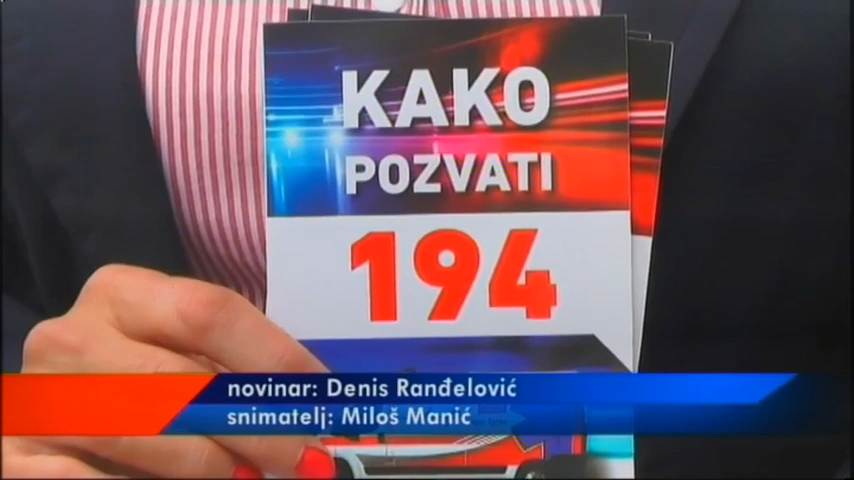 KAKO
POZVATI
194
novinar: Denis Ranđelović
snimatelj: Miloš Manić